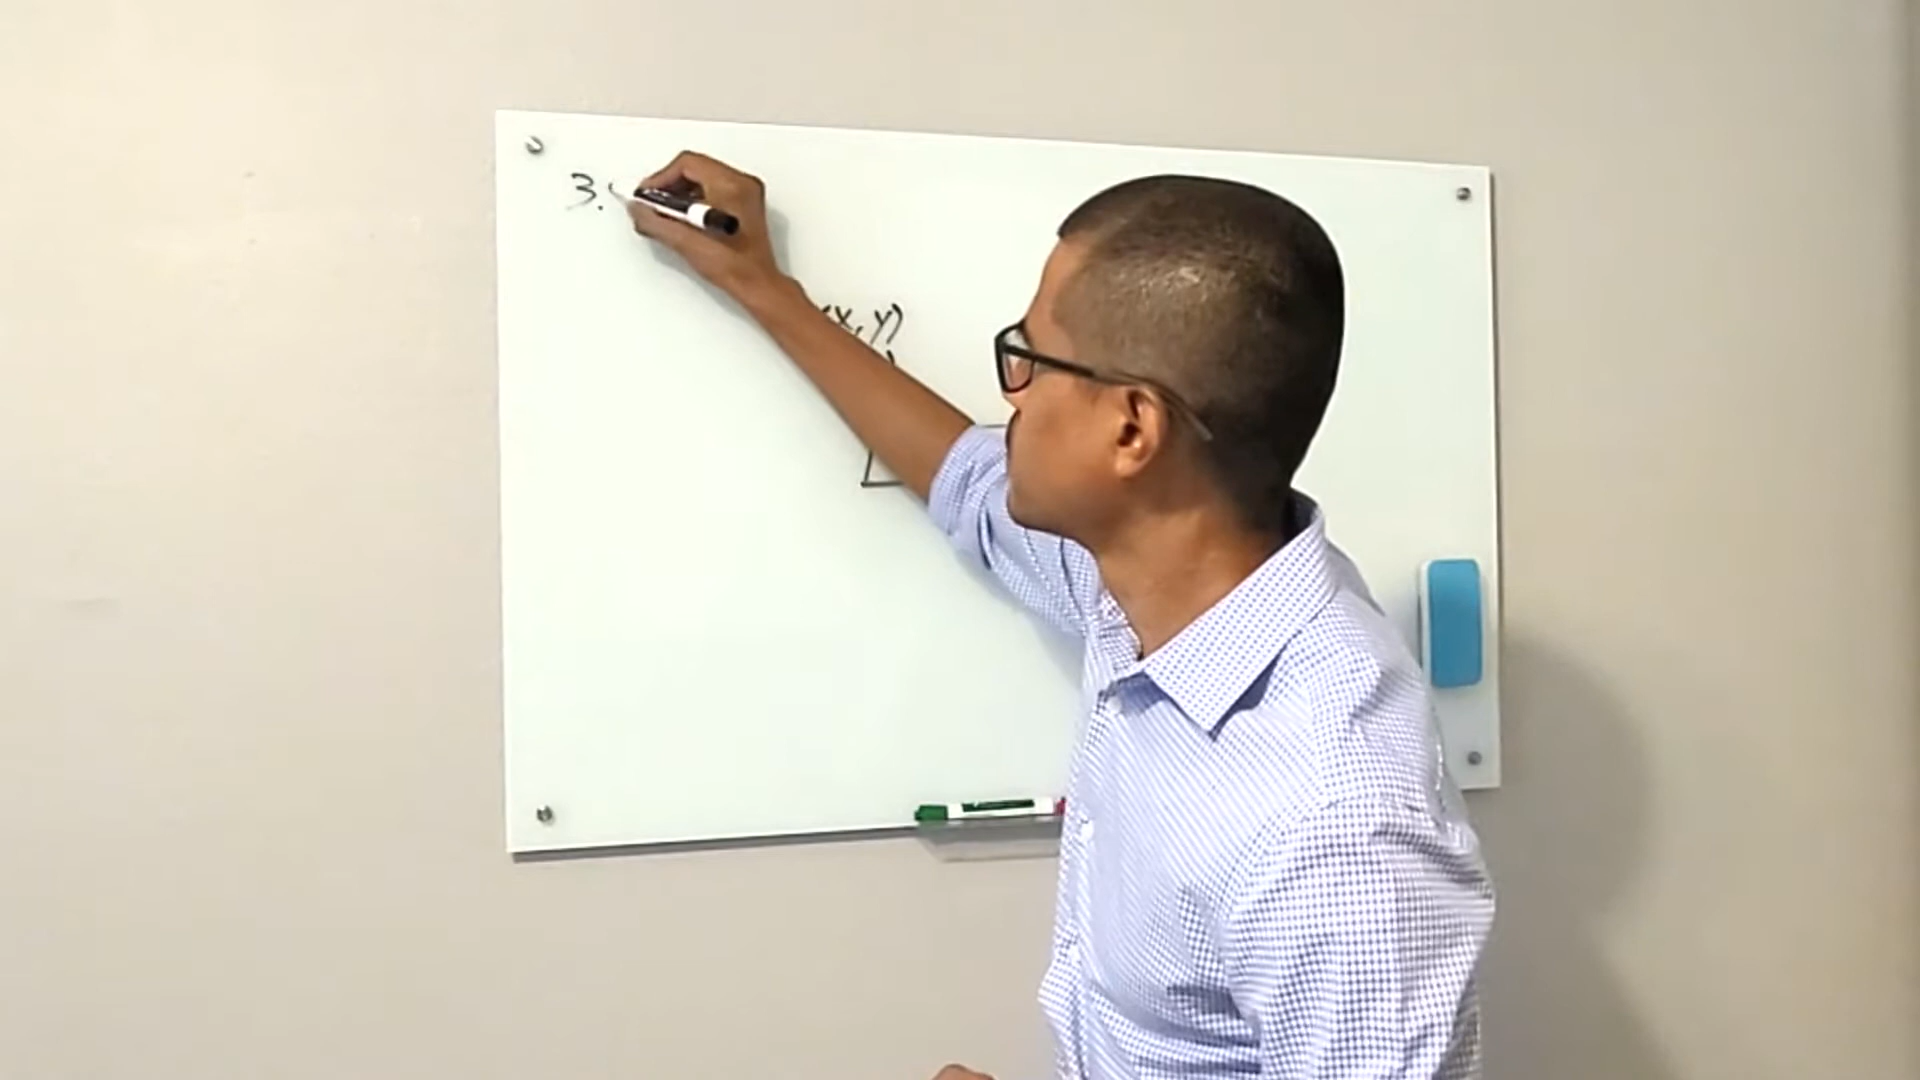 3.
(x, y)